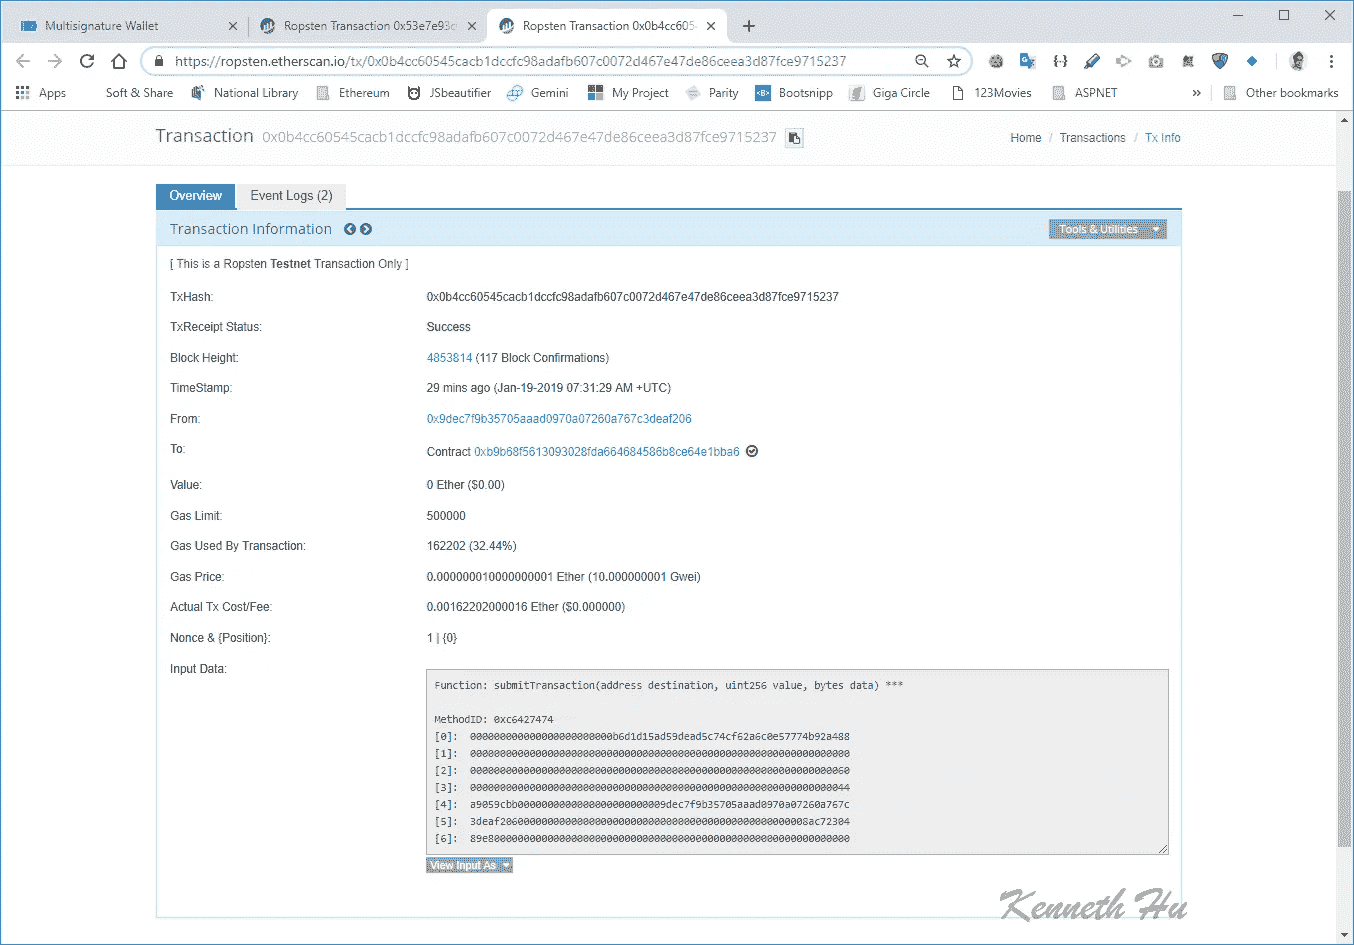 Multisignature Wallet
Ropsten Transaction 0x53e7e93c
Ropsten Transaction 0x0b4cc605
https://ropsten.etherscan.io/tx/0x0b4cc60545cacb1dccfc98adafb607c0072d467e47de86ceea3d87fce9715237
Apps Soft & Share National Library Ethereum JSbeautifier Gemini My Project Parity Bootsnipp Giga Circle 123Movies ASPNET » Other bookmarks
Transaction 0x0b4cc60545cacb1dccfc98adafb607c0072d467e47de86ceea3d87fce9715237
Home / Transactions / Tx Info
Overview Event Logs (2)
Transaction Information
Tools & Utilities
[ This is a Ropsten Testnet Transaction Only ]
TxHash: 0x0b4cc60545cacb1dccfc98adafb607c0072d467e47de86ceea3d87fce9715237
TxReceipt Status: Success
Block Height: 4853814 (117 Block Confirmations)
TimeStamp: 29 mins ago (Jan-19-2019 07:31:29 AM +UTC)
From: 0x9dec7f9b35705aaad0970a07260a767c3deaf206
To: Contract 0xb9b68f5613093028fda664684586b8ce64e1bba6
Value: 0 Ether ($0.00)
Gas Limit: 500000
Gas Used By Transaction: 162202 (32.44%)
Gas Price: 0.000000010000000001 Ether (10.000000001 Gwei)
Actual Tx Cost/Fee: 0.00162202000016 Ether ($0.000000)
Nonce & {Position}: 1 | {0}
Input Data:
Function: submitTransaction(address destination, uint256 value, bytes data) ***
MethodID: 0xc6427474
[0]: 000000000000000000000000b6d1d15ad59dead5c74cf62a6c0e57774b92a488
[1]: 0000000000000000000000000000000000000000000000000000000000000000
[2]: 0000000000000000000000000000000000000000000000000000000000000060
[3]: 0000000000000000000000000000000000000000000000000000000000000044
[4]: a9059cbb0000000000000000000000009dec7f9b35705aaad0970a07260a767c
[5]: 3deaf2060000000000000000000000000000000000000000000000008ac72304
[6]: 89e8000000000000000000000000000000000000000000000000000000000000
View Input As
Kenneth Hu